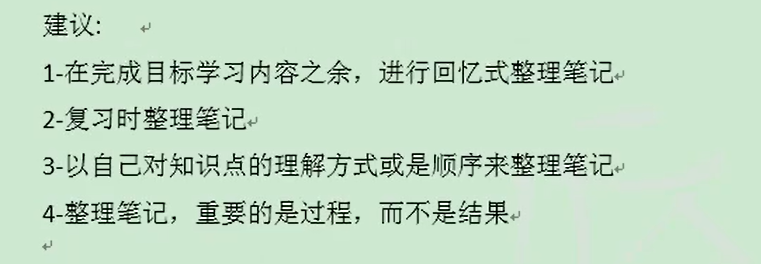 建议:
1-在完成目标学习内容之余，进行回忆式整理笔记
2-复习时整理笔记
3-以自己对知识点的理解方式或是顺序来整理笔记
4-整理笔记，重要的是过程，而不是结果